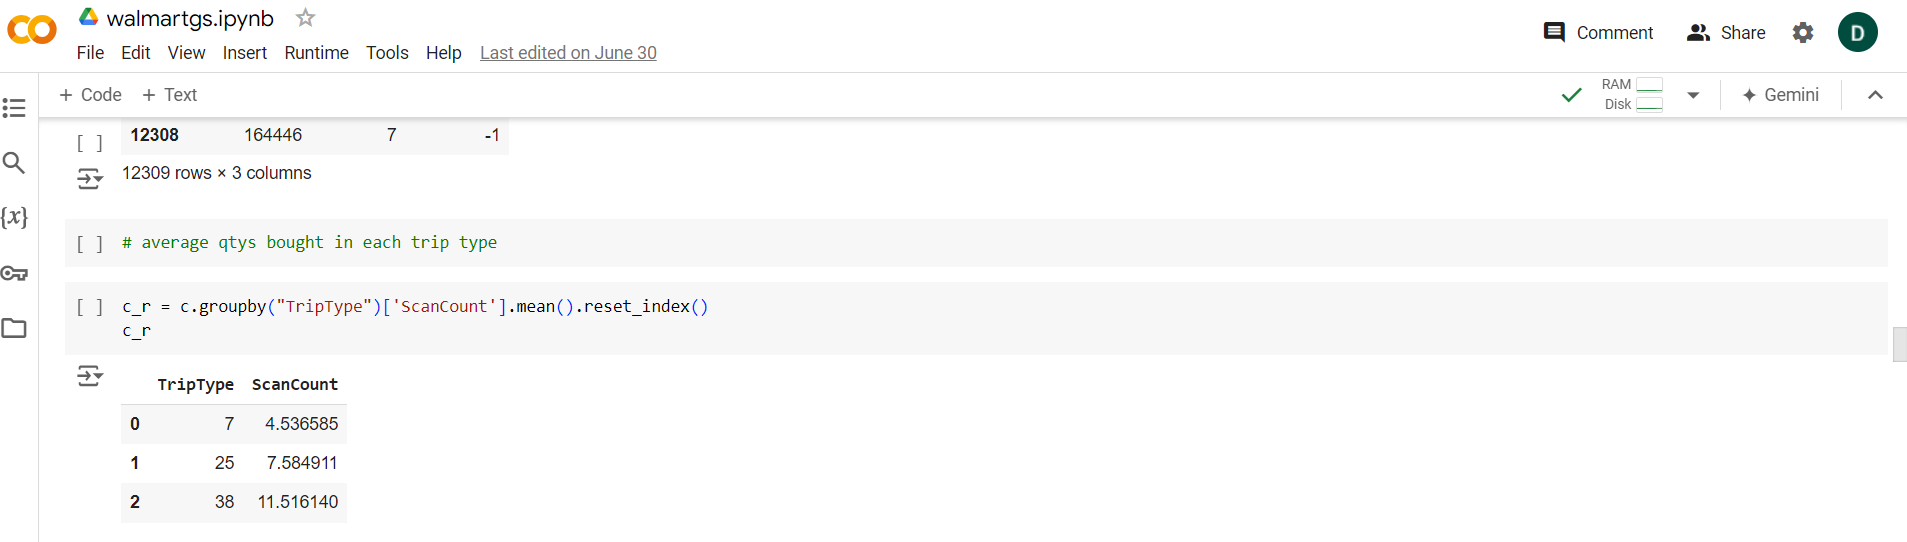 walmartgs.ipynb
File Edit View Insert Runtime Tools Help Last edited on June 30
Comment Share D
+ Code + Text
RAM
Disk
Gemini
[ ] 12308 164446 7 -1
12309 rows × 3 columns
{x}
[ ] # average qtys bought in each trip type
[ ] c_r = c.groupby("TripType")['ScanCount'].mean().reset_index()
c_r
TripType ScanCount
0 7 4.536585
1 25 7.584911
2 38 11.516140